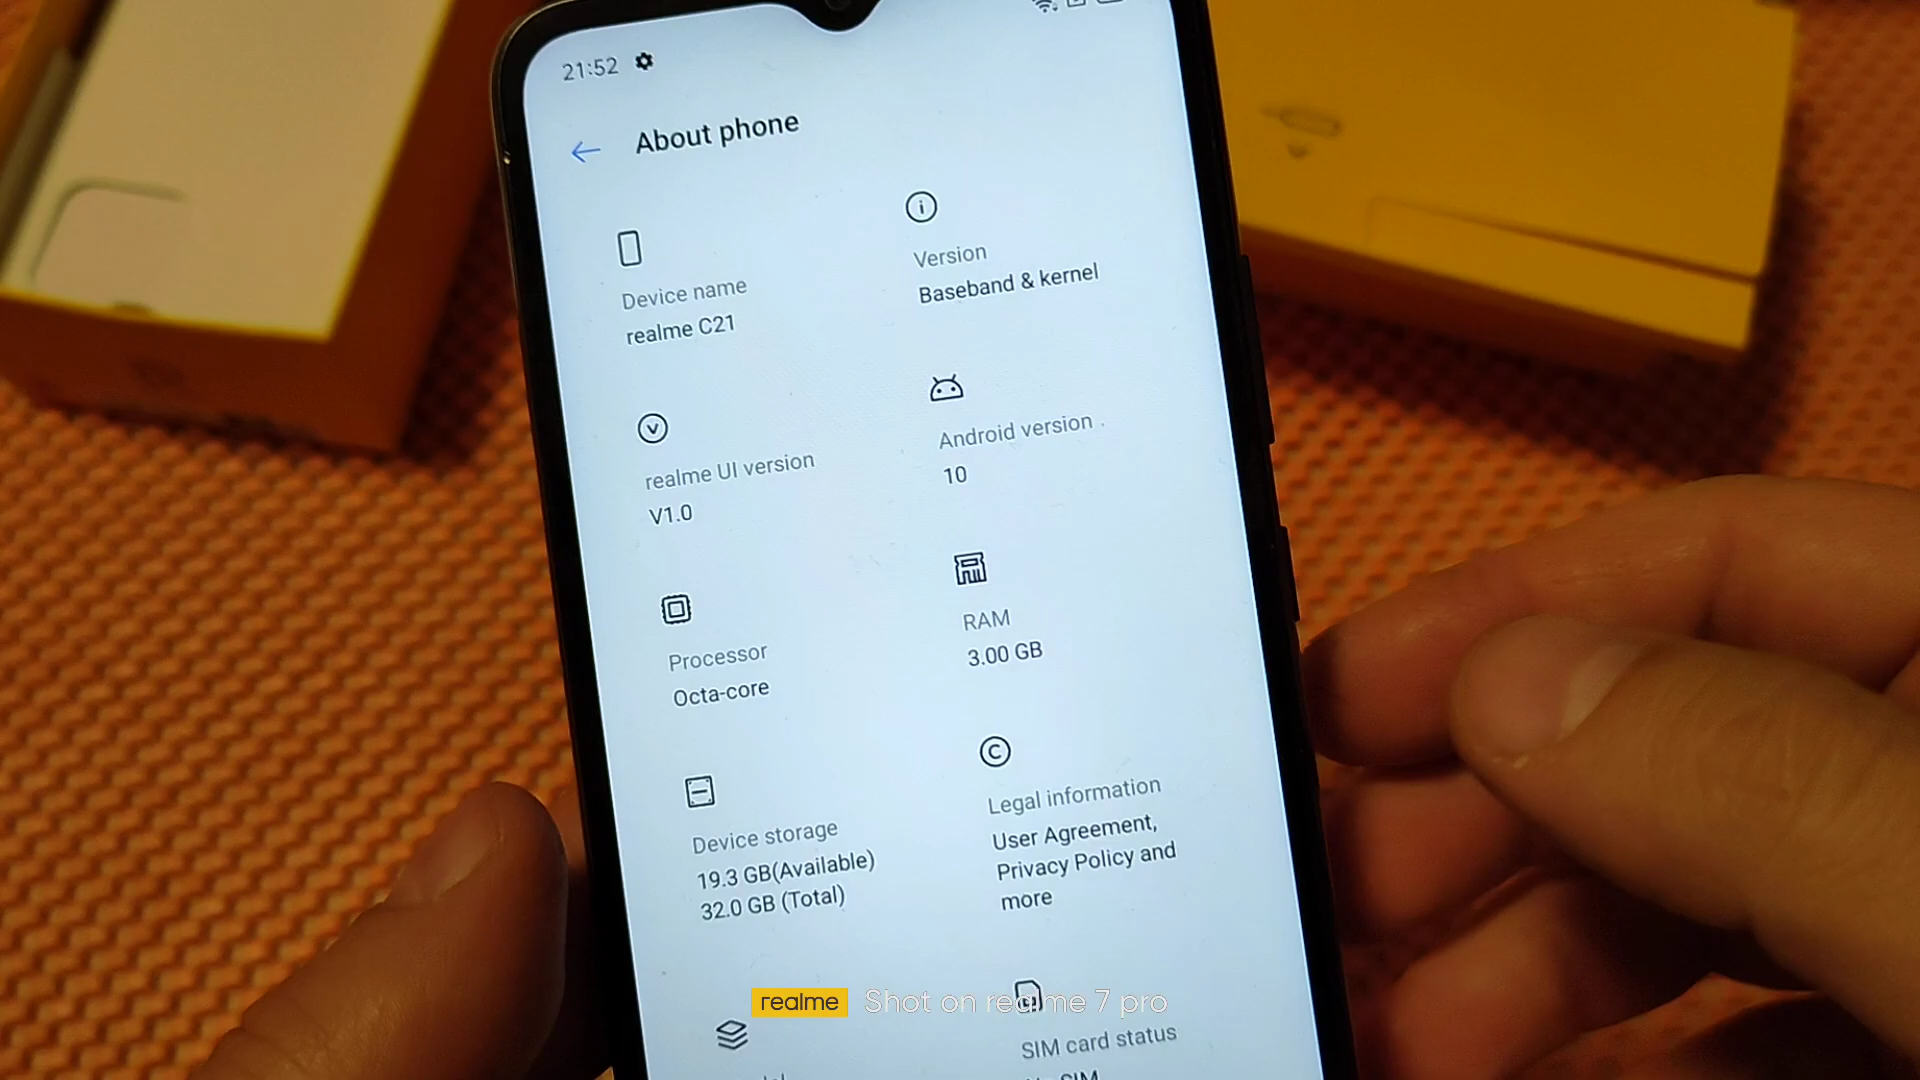 21:52
About phone
Device name
realme C21
Version
Baseband & kernel
realme UI version
V1.0
Android version
10
Processor
Octa-core
RAM
3.00 GB
Device storage
19.3 GB(Available)
32.0 GB (Total)
Legal information
User Agreement,
Privacy Policy and
more
SIM card status
SIM
realme Shot on realme 7 pro